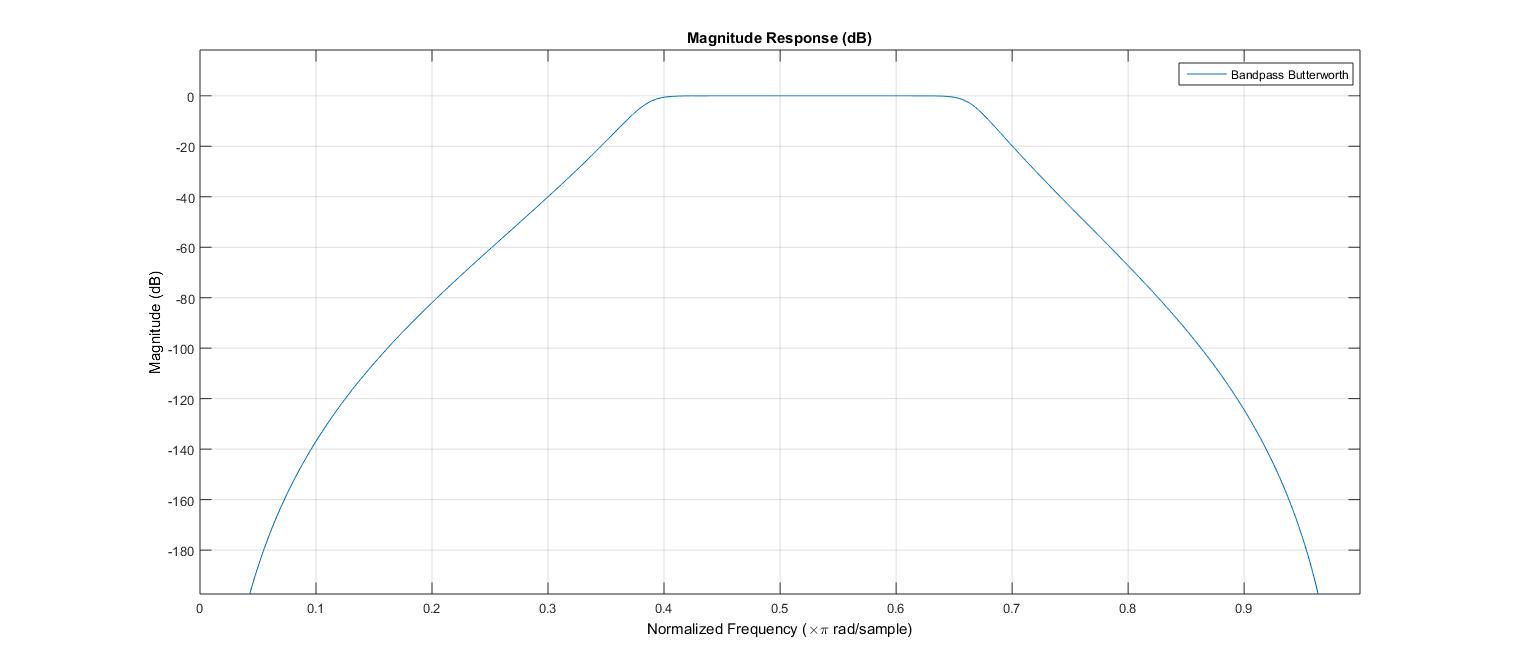 Magnitude Response (dB)
Bandpass Butterworth
Magnitude (dB)
0
-20
-40
-60
-80
-100
-120
-140
-160
-180
0 0.1 0.2 0.3 0.4 0.5 0.6 0.7 0.8 0.9
Normalized Frequency (×π rad/sample)